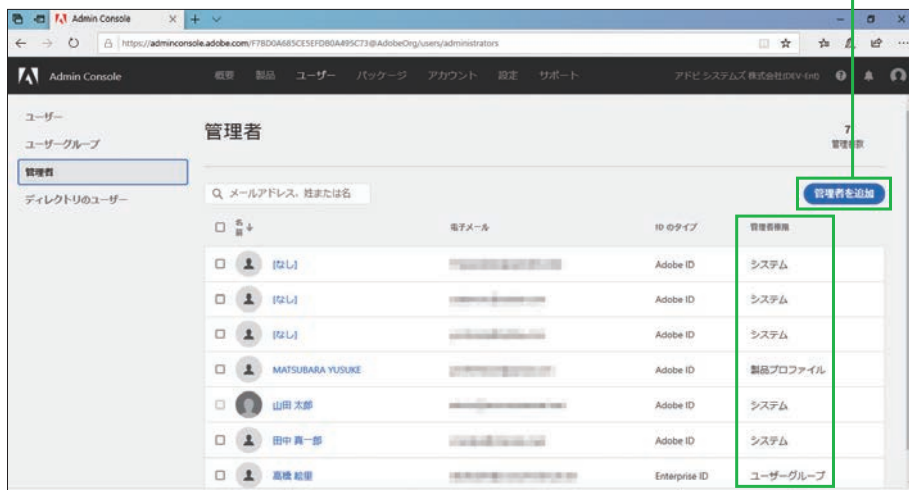 Admin Console
https://adminconsole.adobe.com/F7BD0A685CE5EFDB0A495C73@AdobeOrg/users/administrators
Admin Console 概要 製品 ユーザー パッケージ アカウント 設定 サポート アドビ システムズ 株式会社(DEV-Ent)
ユーザー
ユーザーグループ
管理者
ディレクトリのユーザー
管理者
7
管理者数
メールアドレス、姓または名
管理者を追加
名前 電子メール ID のタイプ 管理者権限
[なし] Adobe ID システム
[なし] Adobe ID システム
[なし] Adobe ID システム
MATSUBARA YUSUKE Adobe ID 製品プロファイル
山田 太郎 Adobe ID システム
田中 真一郎 Adobe ID システム
高橋 絵里 Enterprise ID ユーザーグループ